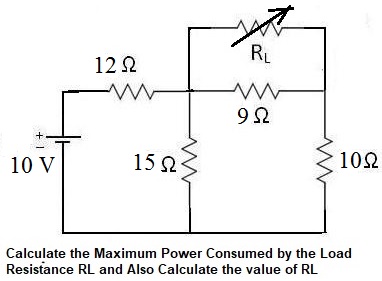 RL
12 Ω
9 Ω
+
−
10 V
15 Ω
10Ω
Calculate the Maximum Power Consumed by the Load
Resistance RL and Also Calculate the value of RL